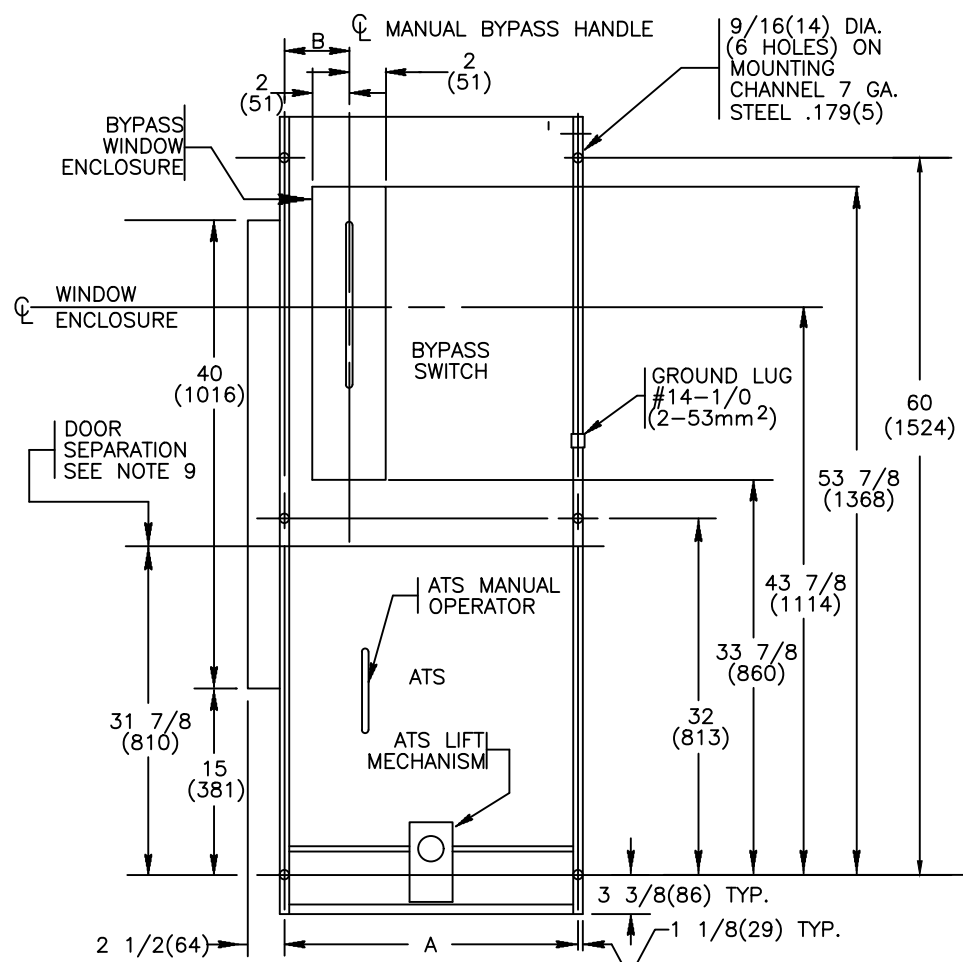 B
℄ MANUAL BYPASS HANDLE
9/16(14) DIA.
(6 HOLES) ON
MOUNTING
CHANNEL 7 GA.
STEEL .179(5)
2
(51)
2
(51)
BYPASS
WINDOW
ENCLOSURE
℄ WINDOW
ENCLOSURE
BYPASS
SWITCH
40
(1016)
GROUND LUG
#14-1/0
(2-53mm²)
60
(1524)
DOOR
SEPARATION
SEE NOTE 9
53 7/8
(1368)
43 7/8
(1114)
ATS MANUAL
OPERATOR
ATS
33 7/8
(860)
31 7/8
(810)
32
(813)
ATS LIFT
MECHANISM
15
(381)
3 3/8(86) TYP.
2 1/2(64)
A
1 1/8(29) TYP.